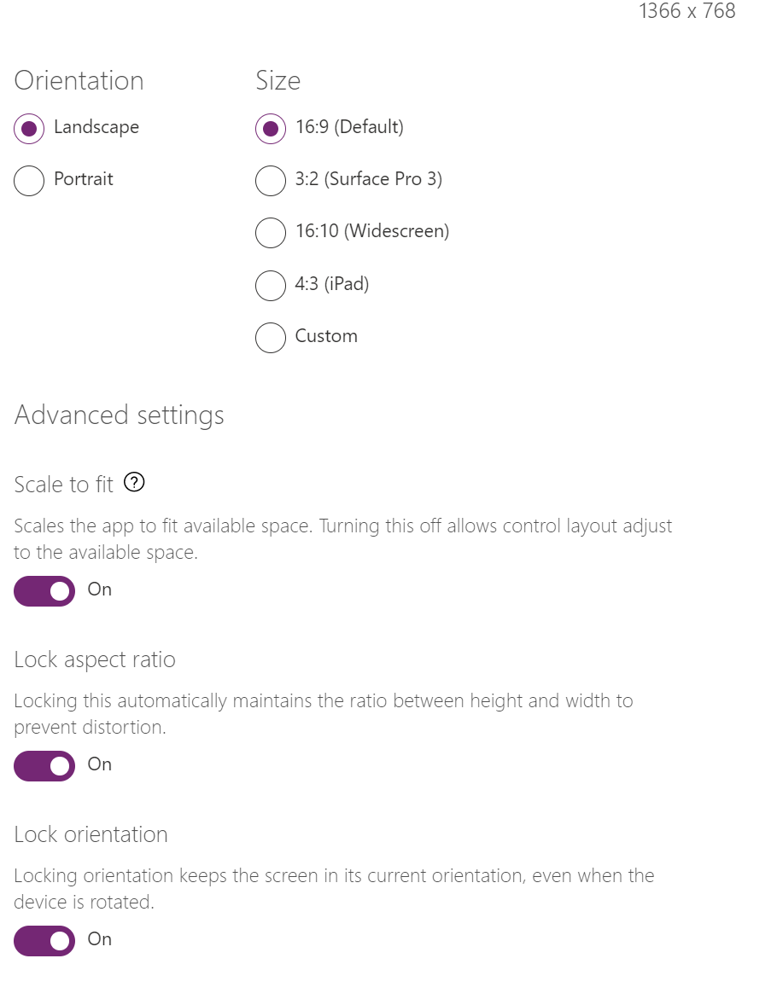 1366 x 768
Orientation
Size
Landscape
16:9 (Default)
Portrait
3:2 (Surface Pro 3)
16:10 (Widescreen)
4:3 (iPad)
Custom
Advanced settings
Scale to fit ?
Scales the app to fit available space. Turning this off allows control layout adjust
to the available space.
On
Lock aspect ratio
Locking this automatically maintains the ratio between height and width to
prevent distortion.
On
Lock orientation
Locking orientation keeps the screen in its current orientation, even when the
device is rotated.
On